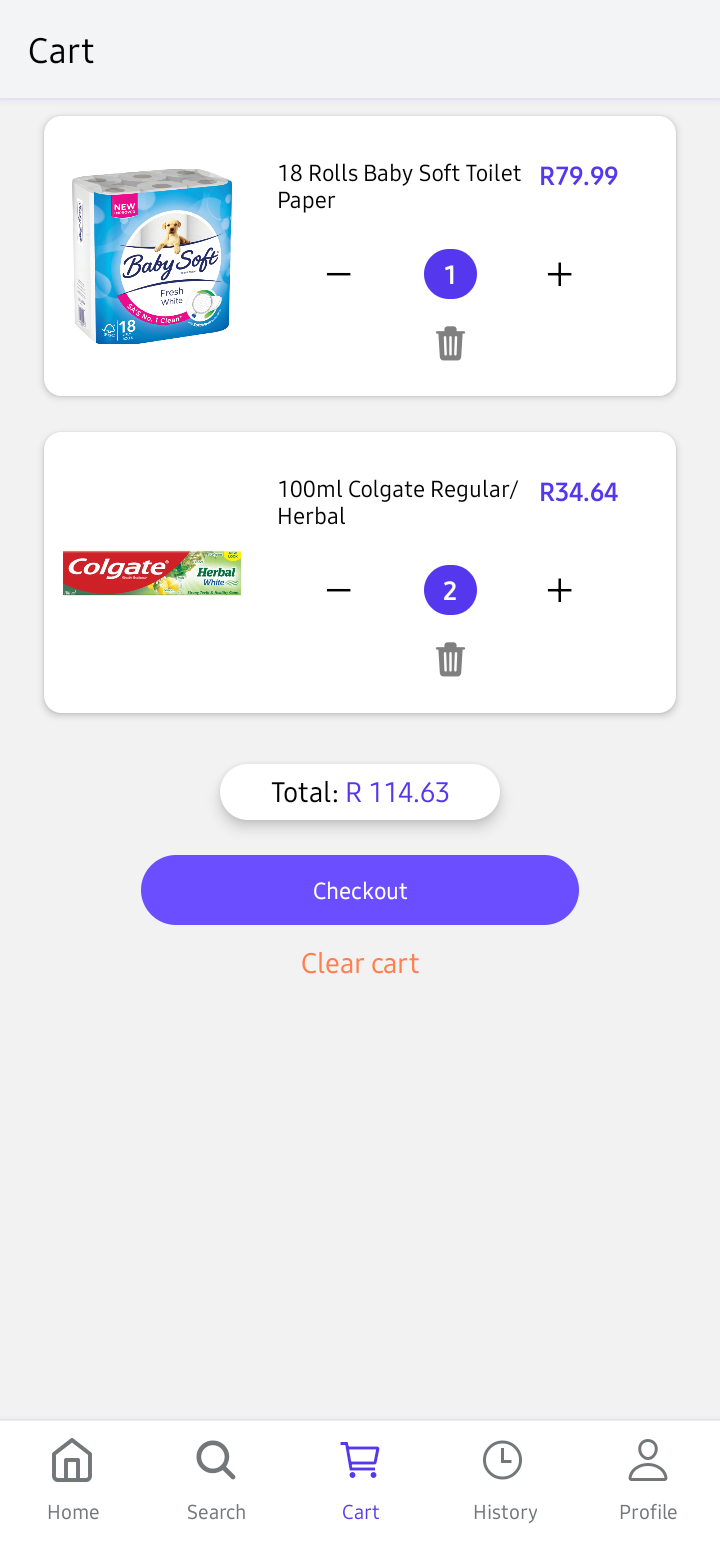 Cart
18 Rolls Baby Soft Toilet
Paper
R79.99
NEW
Baby Soft
Fresh
White
SA'S No. 1 Clean*
18
1
100ml Colgate Regular/
Herbal
R34.64
Colgate
Herbal
White
2
Total: R 114.63
Checkout
Clear cart
Home
Search
Cart
History
Profile